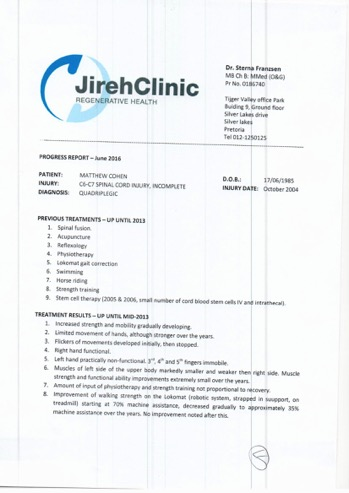 JirehClinic
REGENERATIVE HEALTH
Dr. Sterna Franzsen
MB Ch B: MMed (O&G)
Pr No. 0186740
Tijger Valley office Park
Buiding 9, Ground floor
Silver Lakes drive
Silver lakes
Pretoria
Tel 012-1250125
PROGRESS REPORT – June 2016
PATIENT: MATTHEW COHEN D.O.B.: 17/06/1985
INJURY: C6-C7 SPINAL CORD INJURY, INCOMPLETE INJURY DATE: October 2004
DIAGNOSIS: QUADRIPLEGIC
PREVIOUS TREATMENTS – UP UNTIL 2013
1. Spinal fusion.
2. Acupuncture
3. Reflexology
4. Physiotherapy
5. Lokomat gait correction
6. Swimming
7. Horse riding
8. Strength training
9. Stem cell therapy (2005 & 2006, small number of cord blood stem cells IV and intrathecal).
TREATMENT RESULTS – UP UNTIL MID-2013
1. Increased strength and mobility gradually developing.
2. Limited movement of hands, although stronger over the years.
3. Flickers of movements developed initially, then stopped.
4. Right hand functional.
5. Left hand practically non-functional. 3rd, 4th and 5th fingers immobile.
6. Muscles of left side of the upper body markedly smaller and weaker then right side. Muscle
strength and functional ability improvements extremely small over the years.
7. Amount of input of physiotherapy and strength training not proportional to recovery.
8. Improvement of walking strength on the Lokomat (robotic system, strapped in support, on
treadmill) starting at 70% machine assistance, decreased gradually to approximately 35%
machine assistance over the years. No improvement noted after this.